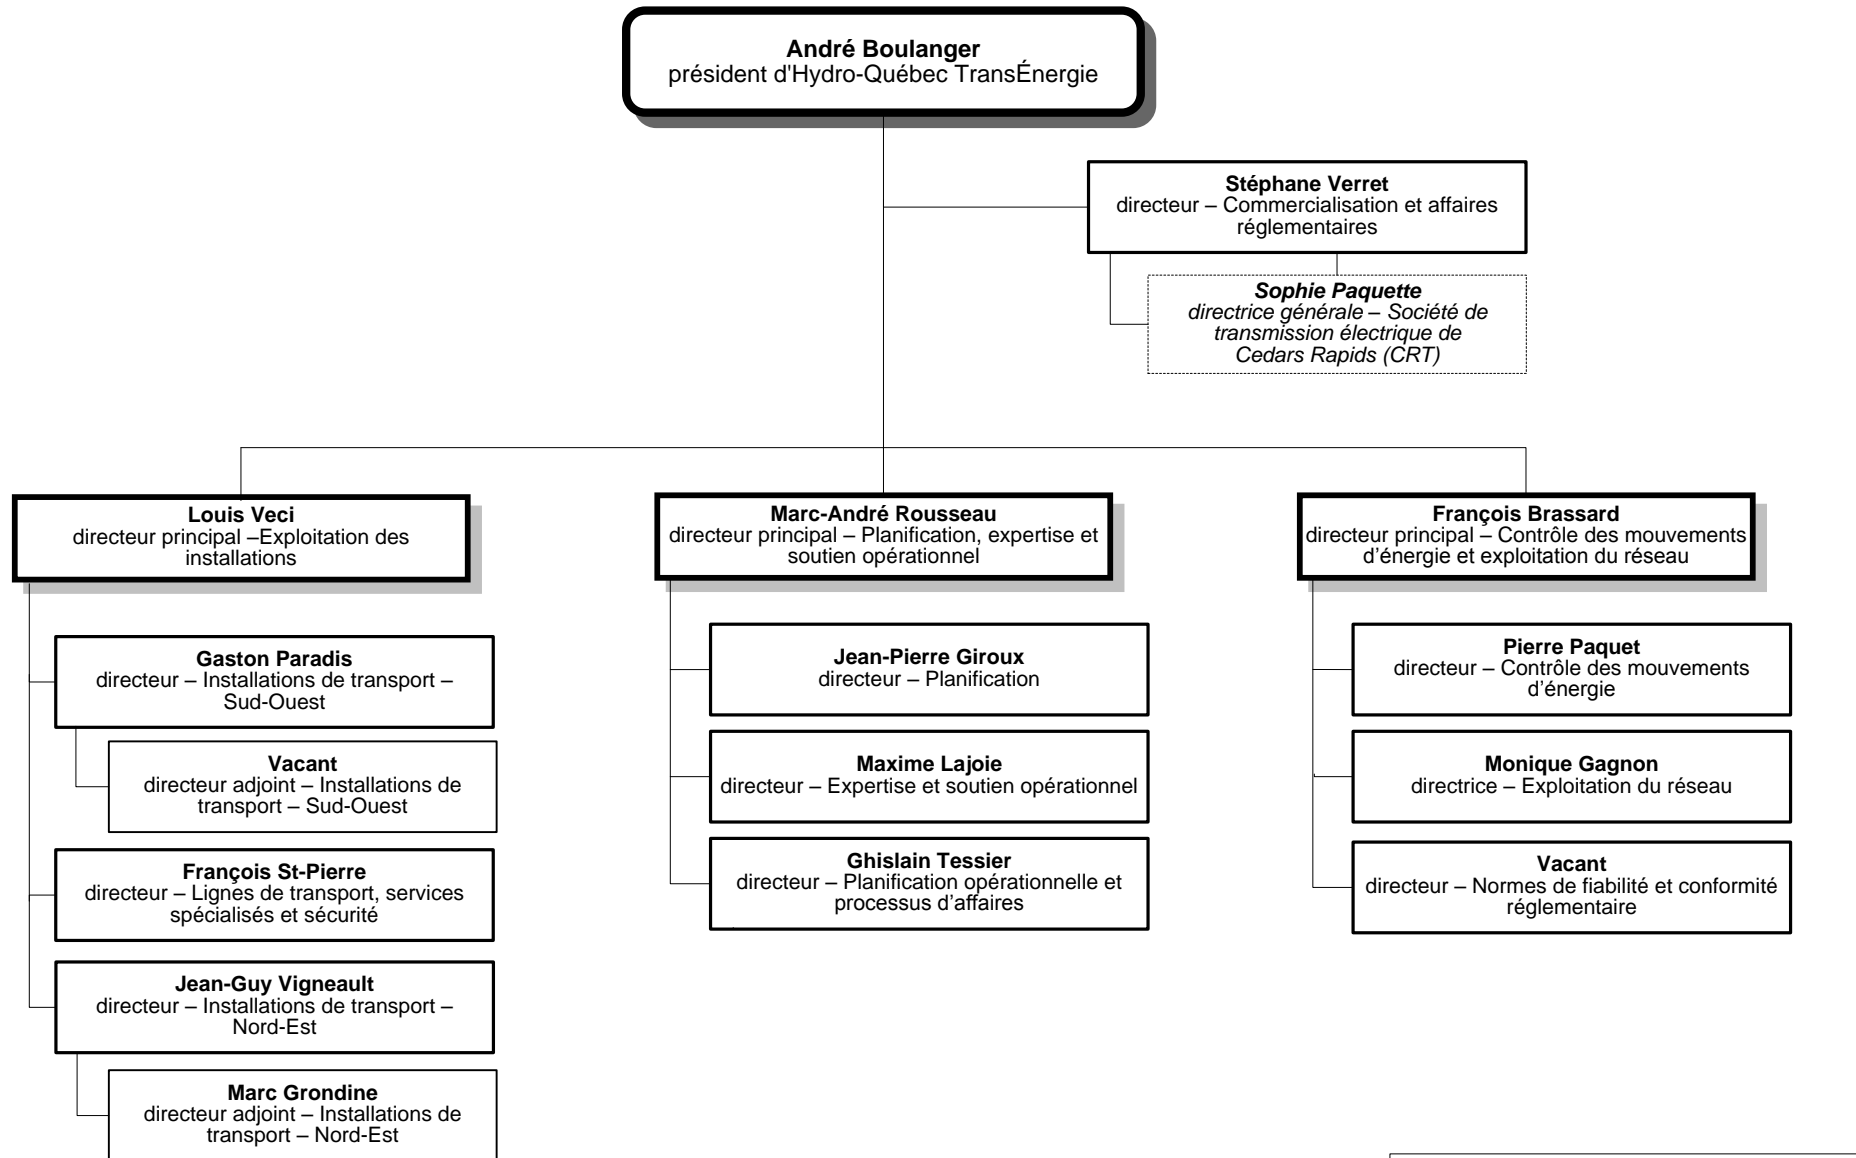 André Boulanger
président d'Hydro-Québec TransÉnergie
Stéphane Verret
directeur – Commercialisation et affaires
réglementaires
Sophie Paquette
directrice générale – Société de
transmission électrique de
Cedars Rapids (CRT)
Louis Veci
directeur principal –Exploitation des
installations
Gaston Paradis
directeur – Installations de transport –
Sud-Ouest
Vacant
directeur adjoint – Installations de
transport – Sud-Ouest
François St-Pierre
directeur – Lignes de transport, services
spécialisés et sécurité
Jean-Guy Vigneault
directeur – Installations de transport –
Nord-Est
Marc Grondine
directeur adjoint – Installations de
transport – Nord-Est
Marc-André Rousseau
directeur principal – Planification, expertise et
soutien opérationnel
Jean-Pierre Giroux
directeur – Planification
Maxime Lajoie
directeur – Expertise et soutien opérationnel
Ghislain Tessier
directeur – Planification opérationnelle et
processus d’affaires
François Brassard
directeur principal – Contrôle des mouvements
d’énergie et exploitation du réseau
Pierre Paquet
directeur – Contrôle des mouvements
d’énergie
Monique Gagnon
directrice – Exploitation du réseau
Vacant
directeur – Normes de fiabilité et conformité
réglementaire